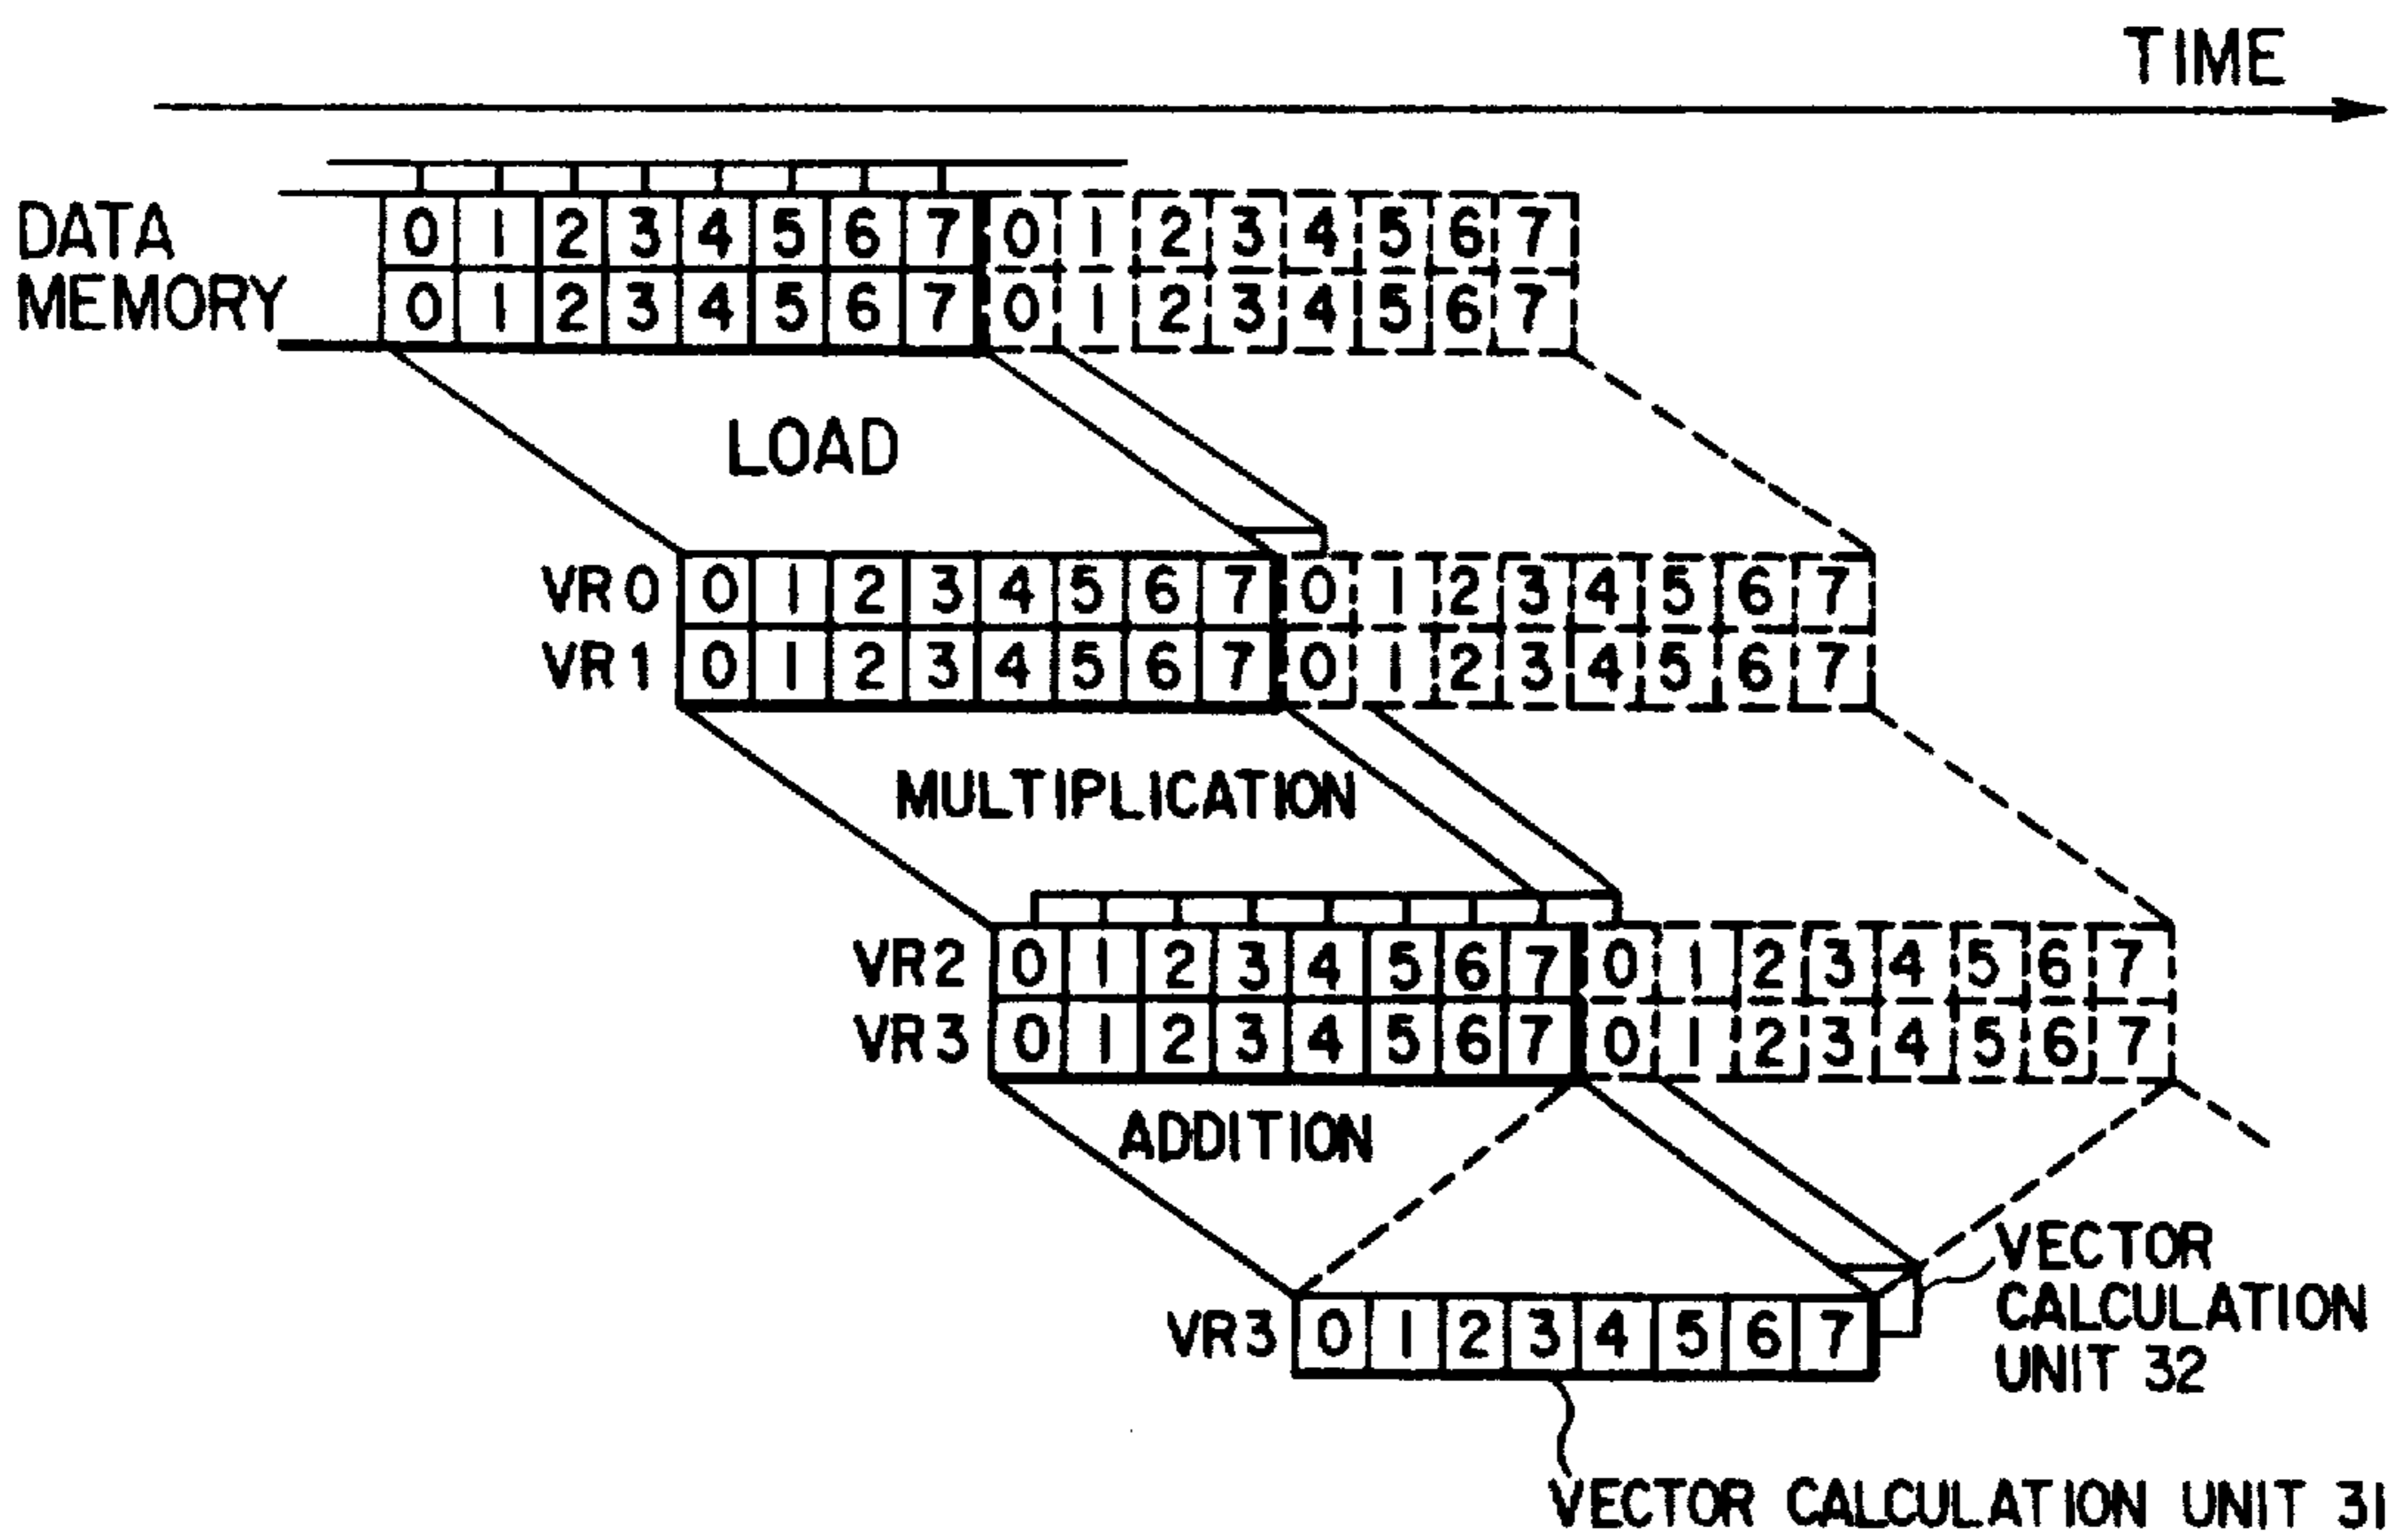 TIME
DATA
MEMORY
0 1 2 3 4 5 6 7 0 1 2 3 4 5 6 7
0 1 2 3 4 5 6 7 0 1 2 3 4 5 6 7
LOAD
VR0 0 1 2 3 4 5 6 7 0 1 2 3 4 5 6 7
VR1 0 1 2 3 4 5 6 7 0 1 2 3 4 5 6 7
MULTIPLICATION
VR2 0 1 2 3 4 5 6 7 0 1 2 3 4 5 6 7
VR3 0 1 2 3 4 5 6 7 0 1 2 3 4 5 6 7
ADDITION
VR3 0 1 2 3 4 5 6 7
VECTOR
CALCULATION
UNIT 32
VECTOR CALCULATION UNIT 31